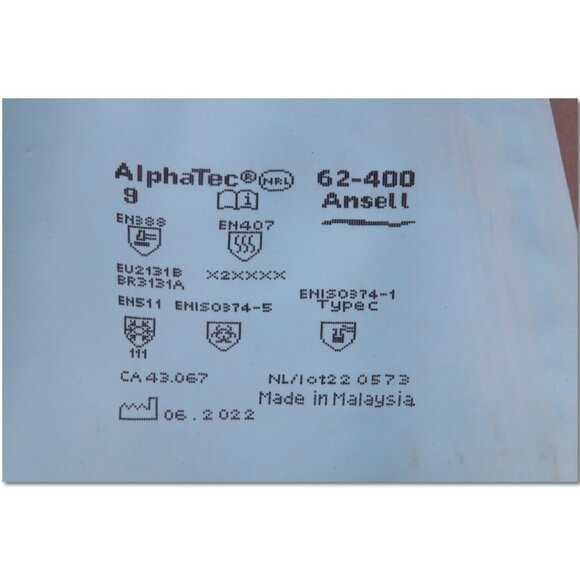 AlphaTec® NRL 62-400
9 i Ansell
EN388 EN407
EU2131B X2XXXX
BR3131A
EN511 ENISO374-5 ENISO374-1
Typec
111
CA 43.067 NL/lot22 0573
06.2022 Made in Malaysia